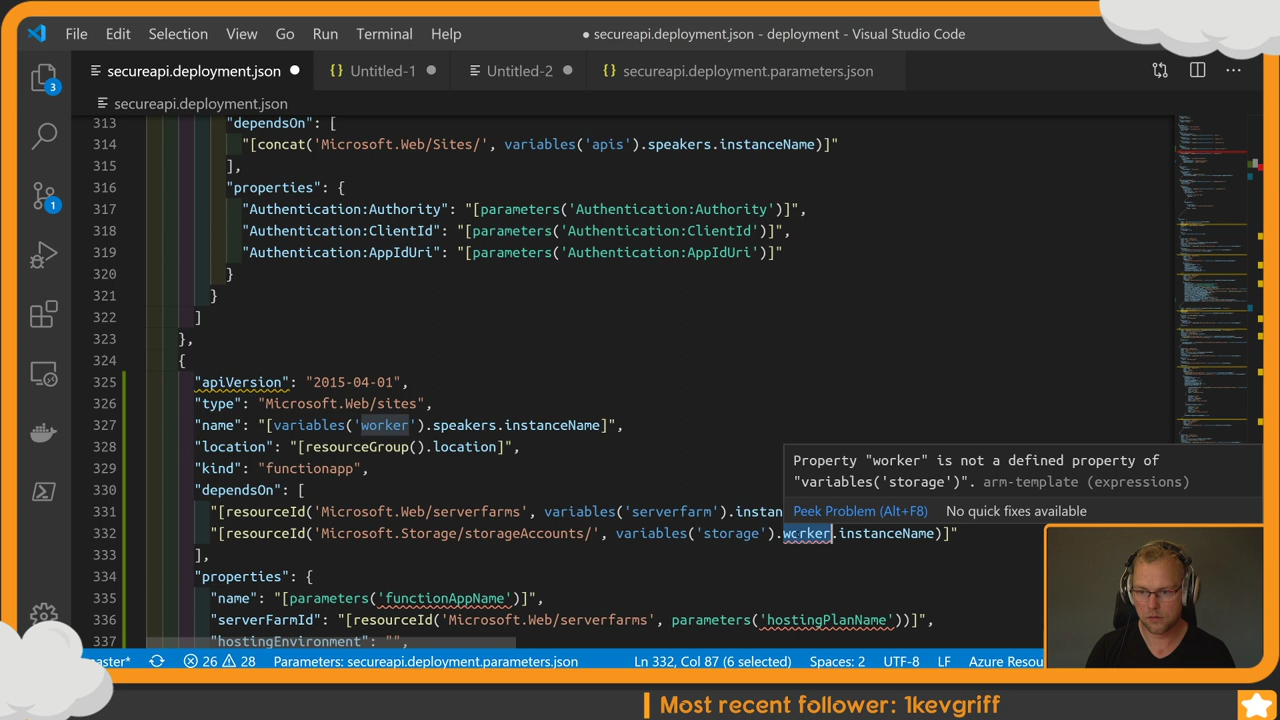 File Edit Selection View Go Run Terminal Help ● secureapi.deployment.json - deployment - Visual Studio Code
secureapi.deployment.json ● {} Untitled-1 ● Untitled-2 ● {} secureapi.deployment.parameters.json
3
secureapi.deployment.json
313 "dependsOn": [
314 "[concat('Microsoft.Web/Sites/', variables('apis').speakers.instanceName)]"
315 ],
316 "properties": {
317 "Authentication:Authority": "[parameters('Authentication:Authority')]",
318 "Authentication:ClientId": "[parameters('Authentication:ClientId')]",
319 "Authentication:AppIdUri": "[parameters('Authentication:AppIdUri')]"
320 }
321 }
322 ]
323 },
324 {
325 "apiVersion": "2015-04-01",
326 "type": "Microsoft.Web/sites",
327 "name": "[variables('worker').speakers.instanceName]",
328 "location": "[resourceGroup().location]",
329 "kind": "functionapp",
330 "dependsOn": [
331 "[resourceId('Microsoft.Web/serverfarms', variables('serverfarm').instan
332 "[resourceId('Microsoft.Storage/storageAccounts/', variables('storage').worker.instanceName)]"
333 ],
334 "properties": {
335 "name": "[parameters('functionAppName')]",
336 "serverFarmId": "[resourceId('Microsoft.Web/serverfarms', parameters('hostingPlanName'))]",
337 "hostingEnvironment": "",
1
Property "worker" is not a defined property of
"variables('storage')". arm-template (expressions)
Peek Problem (Alt+F8) No quick fixes available
aster* 26 28 Parameters: secureapi.deployment.parameters.json Ln 332, Col 87 (6 selected) Spaces: 2 UTF-8 LF Azure Resou
Most recent follower: 1kevgriff